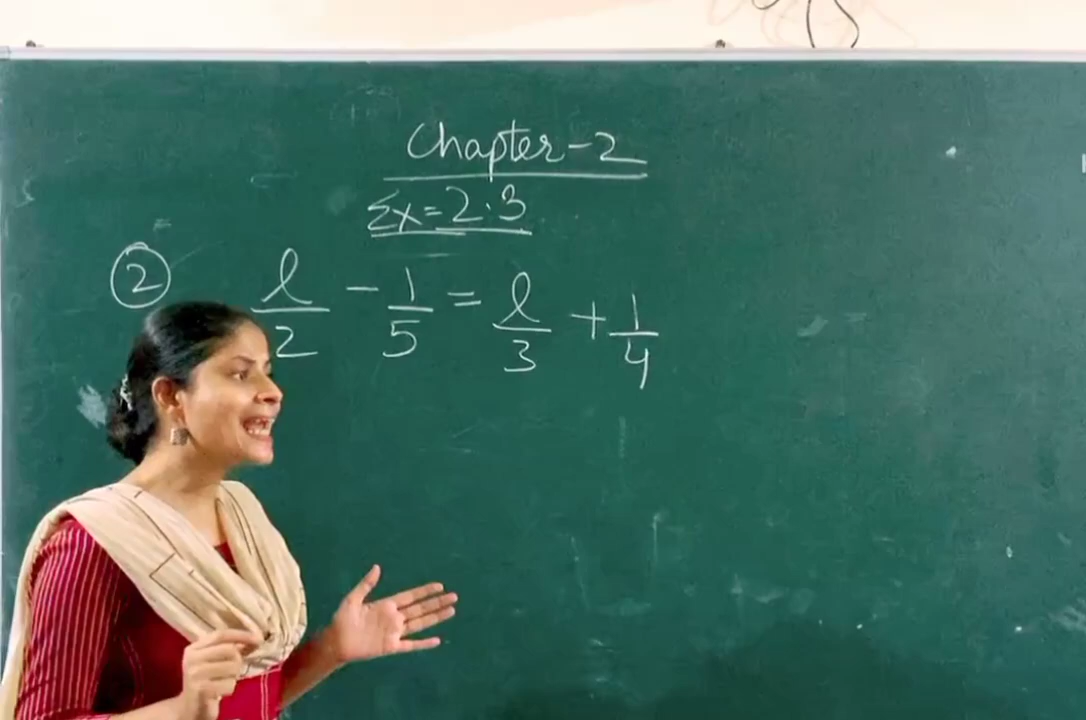 Chapter-2
Ex=2.3
② l/2 - 1/5 = l/3 + 1/4